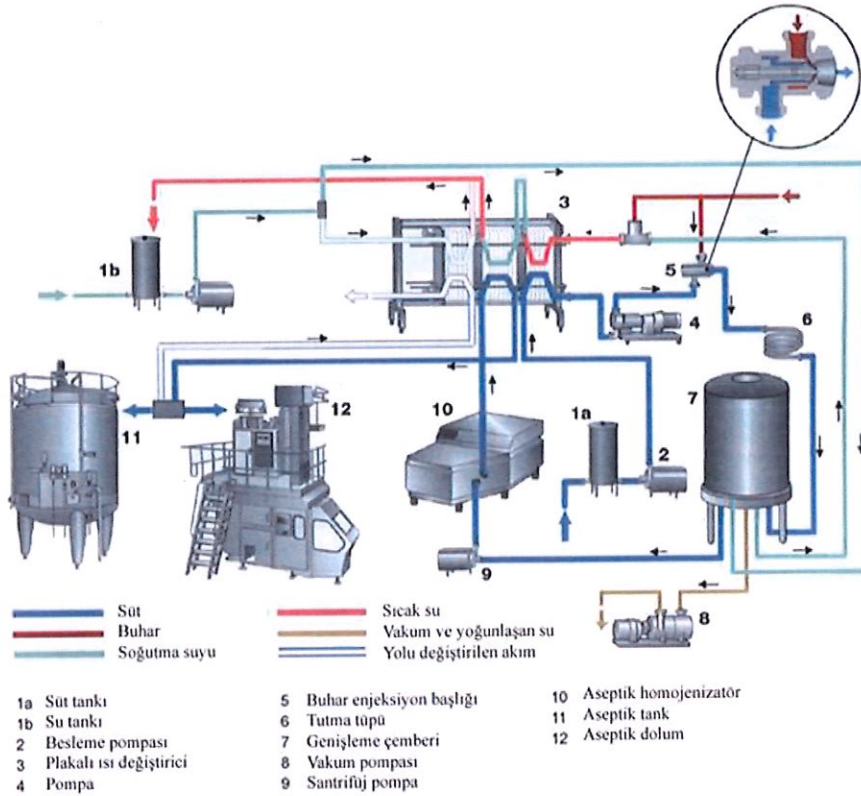 3
1b
5
4
6
7
11
12
10
1a
2
9
8
Süt
Buhar
Soğutma suyu
Sıcak su
Vakum ve yoğunlaşan su
Yolu değiştirilen akım
1a Süt tankı
1b Su tankı
2 Besleme pompası
3 Plakalı ısı değiştirici
4 Pompa
5 Buhar enjeksiyon başlığı
6 Tutma tüpü
7 Genişleme çemberi
8 Vakum pompası
9 Santrifüj pompa
10 Aseptik homojenizatör
11 Aseptik tank
12 Aseptik dolum